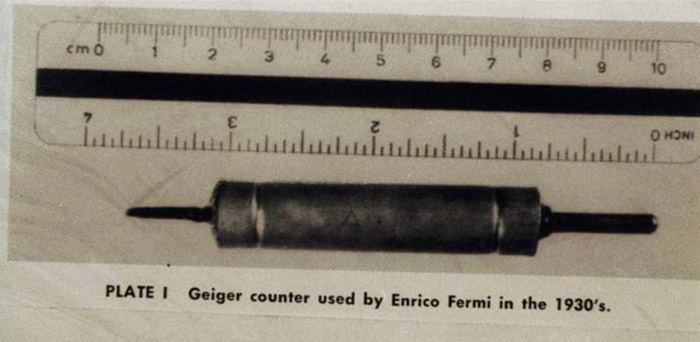 cm 0 1 2 3 4 5 6 7 8 9 10
4 3 2 1 0 INCH
PLATE I Geiger counter used by Enrico Fermi in the 1930's.